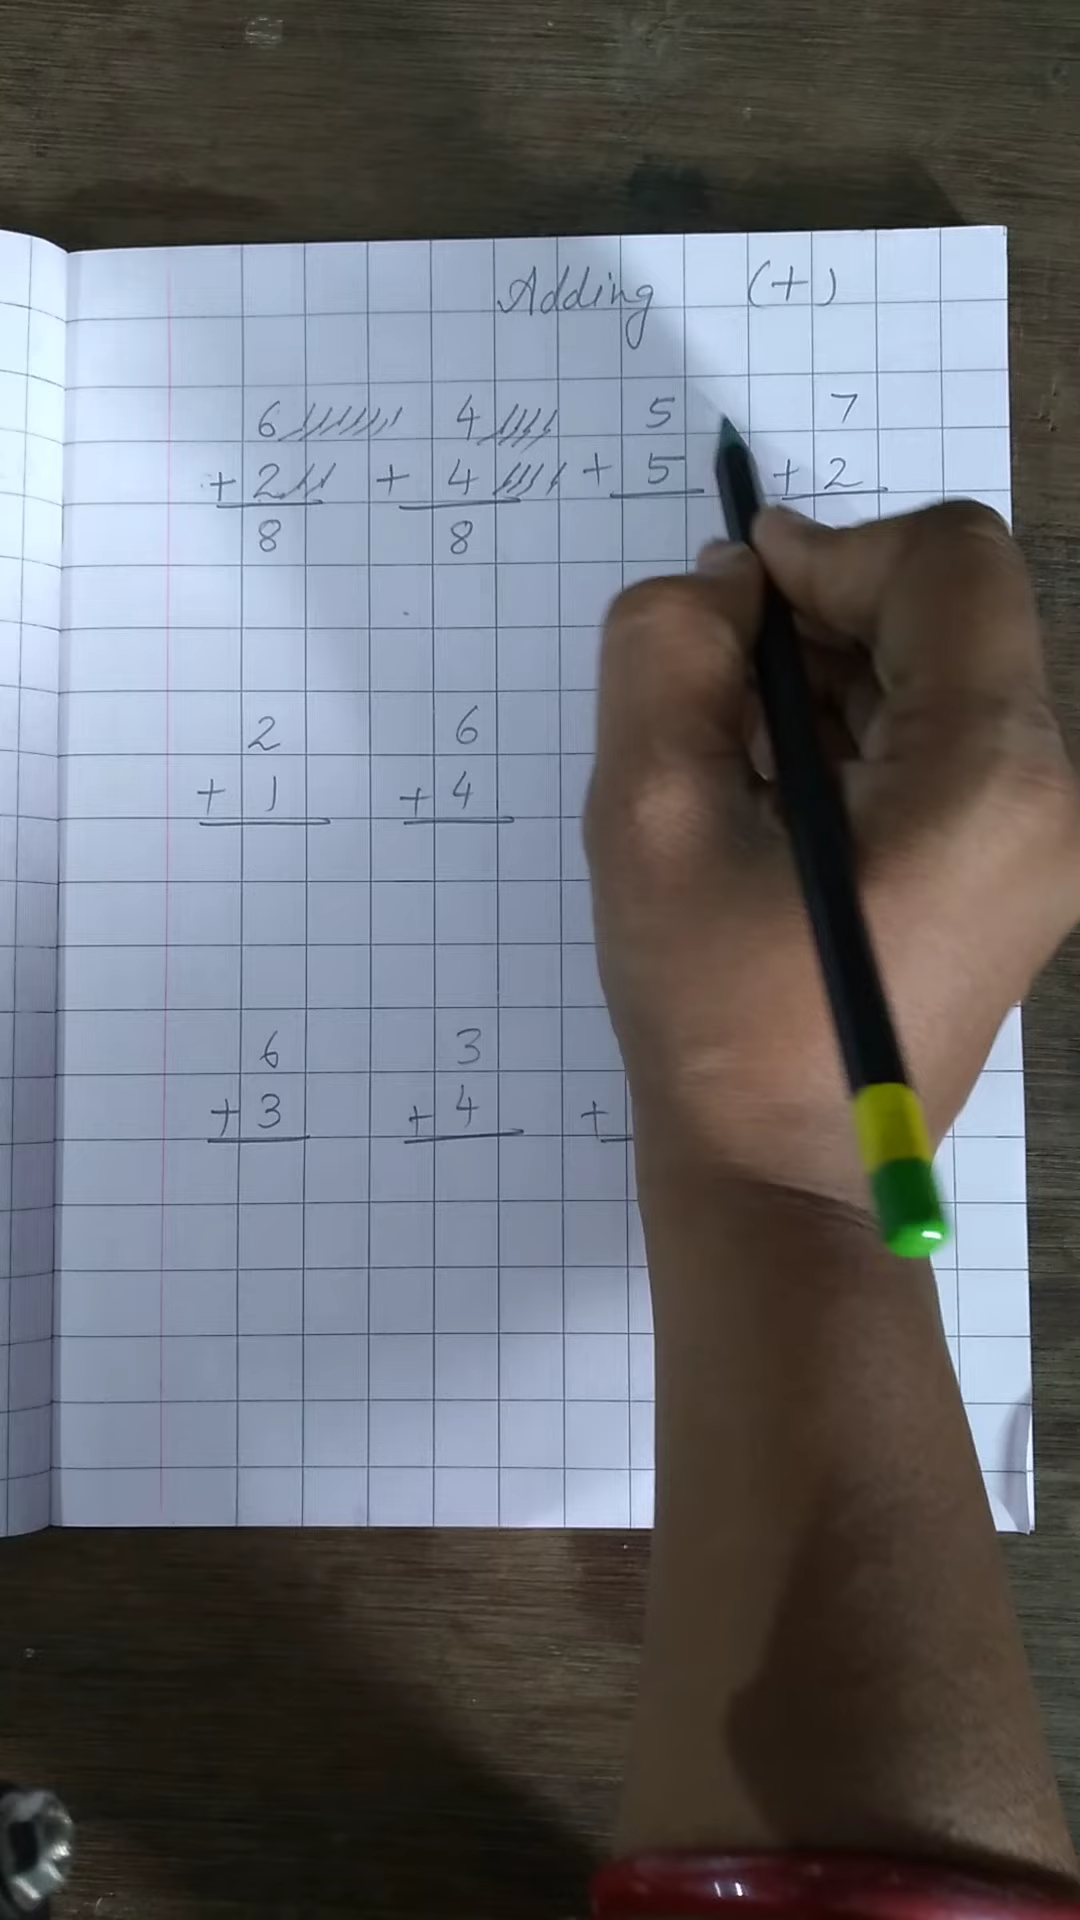 Adding (+)
6 4 5 7
+ 2 + 4 + 5 + 2
8 8
2 6
+ 1 + 4
6 3
+ 3 + 4 +